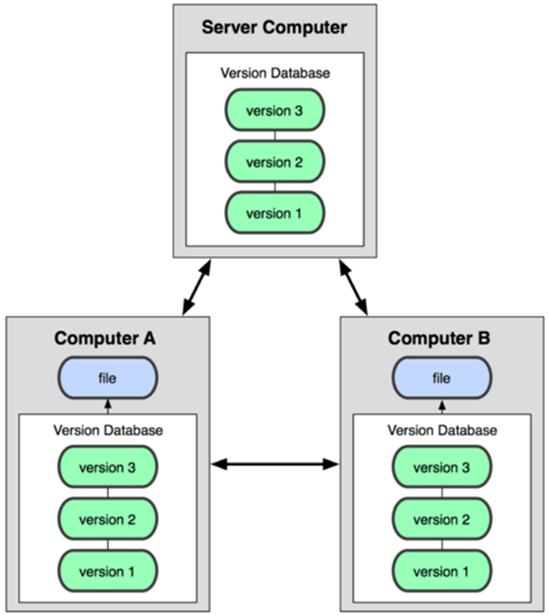 Server Computer
Version Database
version 3
version 2
version 1
Computer A
file
Version Database
version 3
version 2
version 1
Computer B
file
Version Database
version 3
version 2
version 1